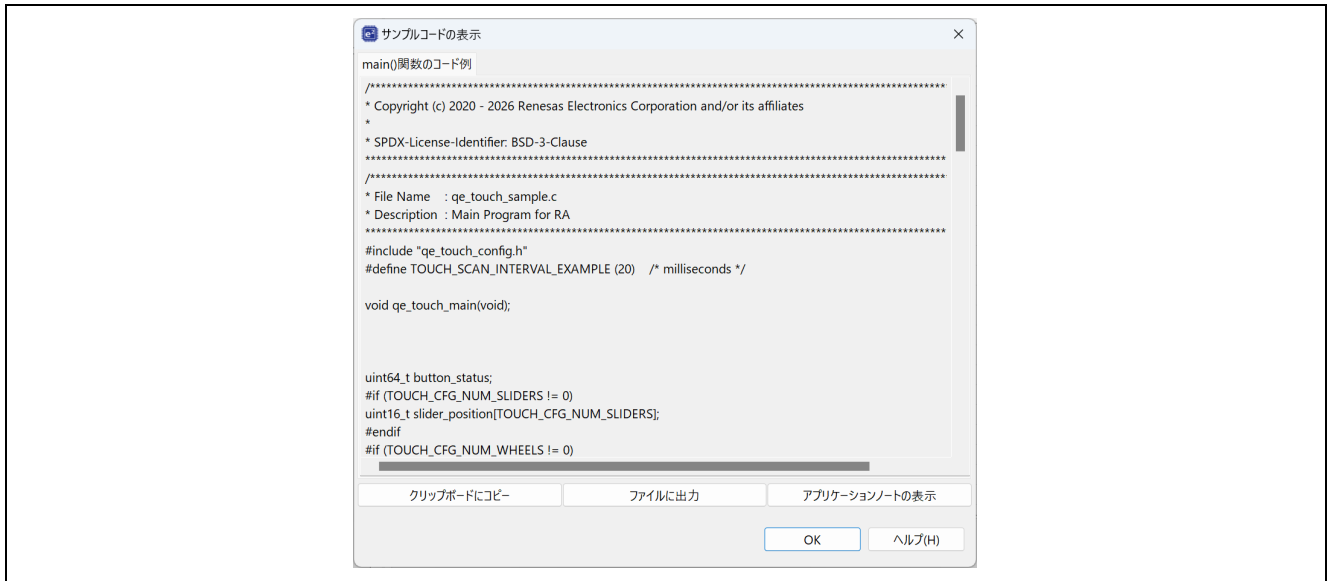 e² サンプルコードの表示
main()関数のコード例
/************************************************************************************************************
* Copyright (c) 2020 - 2026 Renesas Electronics Corporation and/or its affiliates
*
* SPDX-License-Identifier: BSD-3-Clause
*************************************************************************************************************
/************************************************************************************************************
* File Name    : qe_touch_sample.c
* Description  : Main Program for RA
*************************************************************************************************************
#include "qe_touch_config.h"
#define TOUCH_SCAN_INTERVAL_EXAMPLE (20)    /* milliseconds */
void qe_touch_main(void);
uint64_t button_status;
#if (TOUCH_CFG_NUM_SLIDERS != 0)
uint16_t slider_position[TOUCH_CFG_NUM_SLIDERS];
#endif
#if (TOUCH_CFG_NUM_WHEELS != 0)
クリップボードにコピー
ファイルに出力
アプリケーションノートの表示
OK
ヘルプ(H)